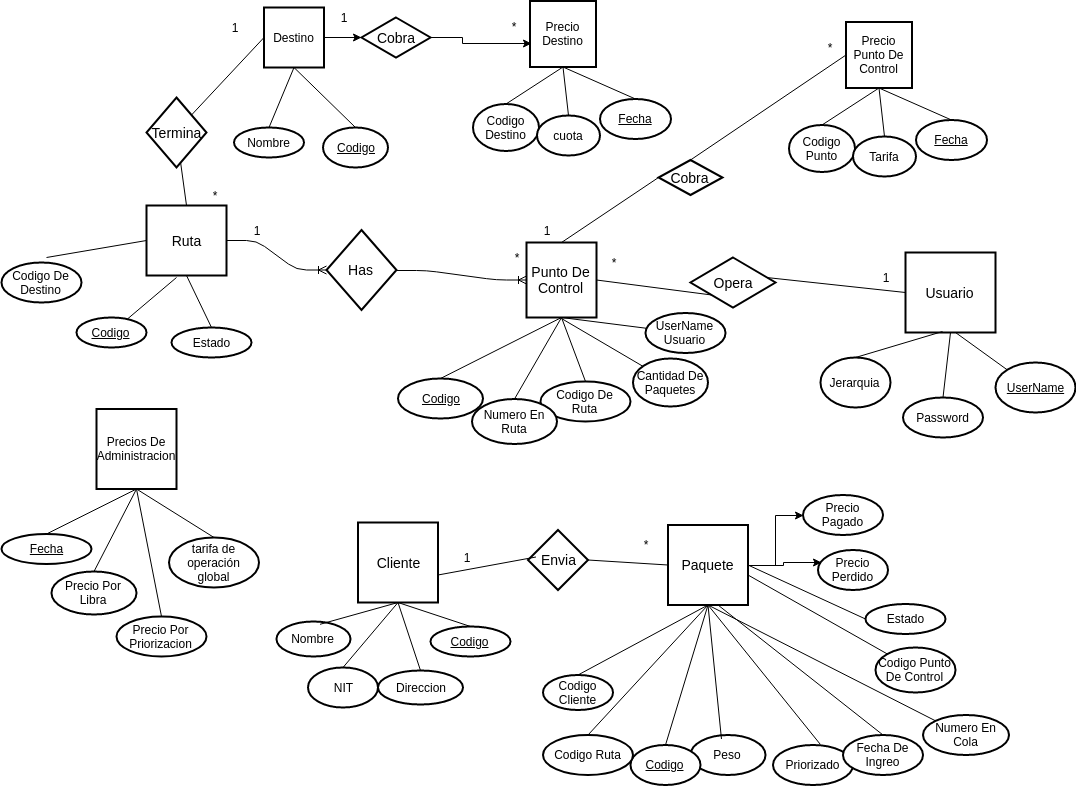 1
Destino
1
Cobra
*
Precio
Destino
*
Precio
Punto De
Control
Termina
Nombre
Codigo
Codigo
Destino
cuota
Fecha
Codigo
Punto
Tarifa
Fecha
Cobra
*
Ruta
1
Has
*
1
Punto De
Control
*
Opera
1
Usuario
Codigo De
Destino
Codigo
Estado
UserName
Usuario
Cantidad De
Paquetes
Codigo De
Ruta
Numero En
Ruta
Codigo
Jerarquia
Password
UserName
Precios De
Administracion
Fecha
Precio Por
Libra
Precio Por
Priorizacion
tarifa de
operación
global
Cliente
1
Envia
*
Paquete
Precio
Pagado
Precio
Perdido
Estado
Codigo Punto
De Control
Numero En
Cola
Nombre
NIT
Direccion
Codigo
Codigo
Cliente
Codigo Ruta
Codigo
Peso
Priorizado
Fecha De
Ingreo